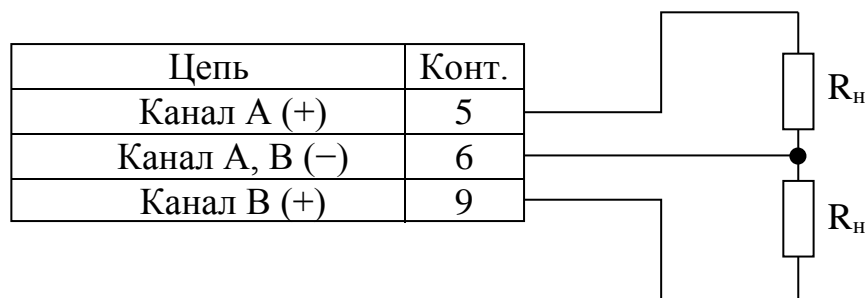 Цепь Конт.
Канал А (+) 5
Rн
Канал А, В (−) 6
Канал В (+) 9
Rн